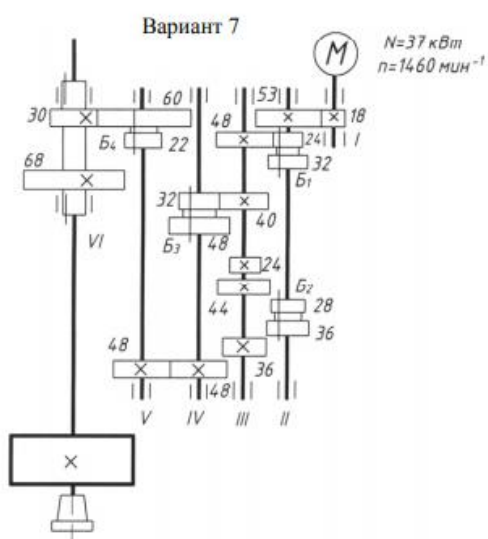 Вариант 7
М
N=37 кВт
n=1460 мин⁻¹
30
60
53
18
48
24
I
Б₄
22
32
Б₁
68
32
40
Б₃
48
VI
24
Б₂
44
28
36
48
36
48
V
IV
III
II